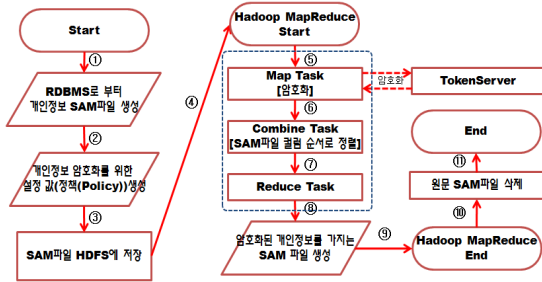 Start
①
RDBMS로 부터
개인정보 SAM파일 생성
②
개인정보 암호화를 위한
설정 값(정책(Policy))생성
③
SAM파일 HDFS에 저장
④
Hadoop MapReduce
Start
⑤
Map Task
[암호화]
암호화
TokenServer
⑥
Combine Task
[SAM파일 컬럼 순서로 정렬]
⑦
Reduce Task
⑧
암호화된 개인정보를 가지는
SAM 파일 생성
⑨
Hadoop MapReduce
End
⑩
원문 SAM파일 삭제
⑪
End